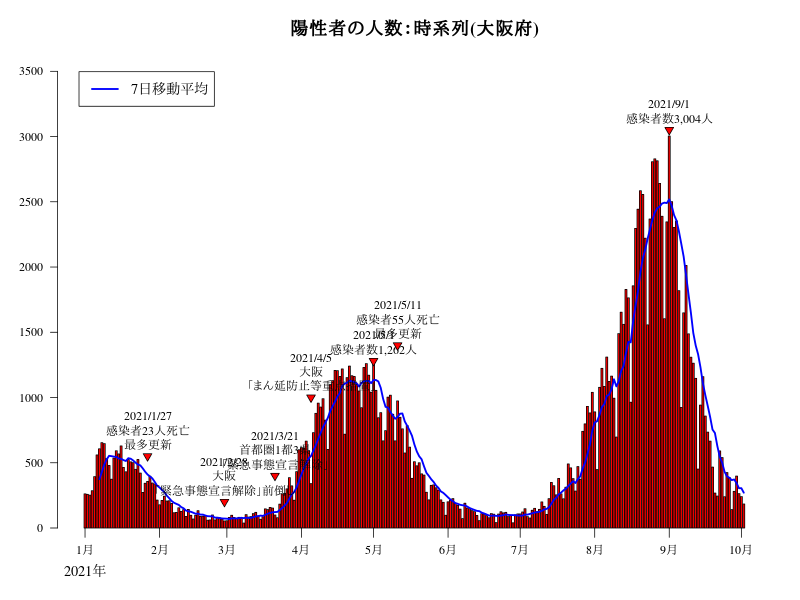 陽性者の人数：時系列(大阪府)
7日移動平均
3500
3000
2500
2000
1500
1000
500
0
2021/9/1
感染者数3,004人
2021/5/11
感染者55人死亡
最多更新
感染者数1,262人
2021/4/5
大阪
「まん延防止等重
2021/1/27
感染者23人死亡
最多更新
2021/3/21
首都圏1都3
緊急事態宣言解除
2021/2/28
大阪
緊急事態宣言解除」前倒
1月
2月
3月
4月
5月
6月
7月
8月
9月
10月
2021年